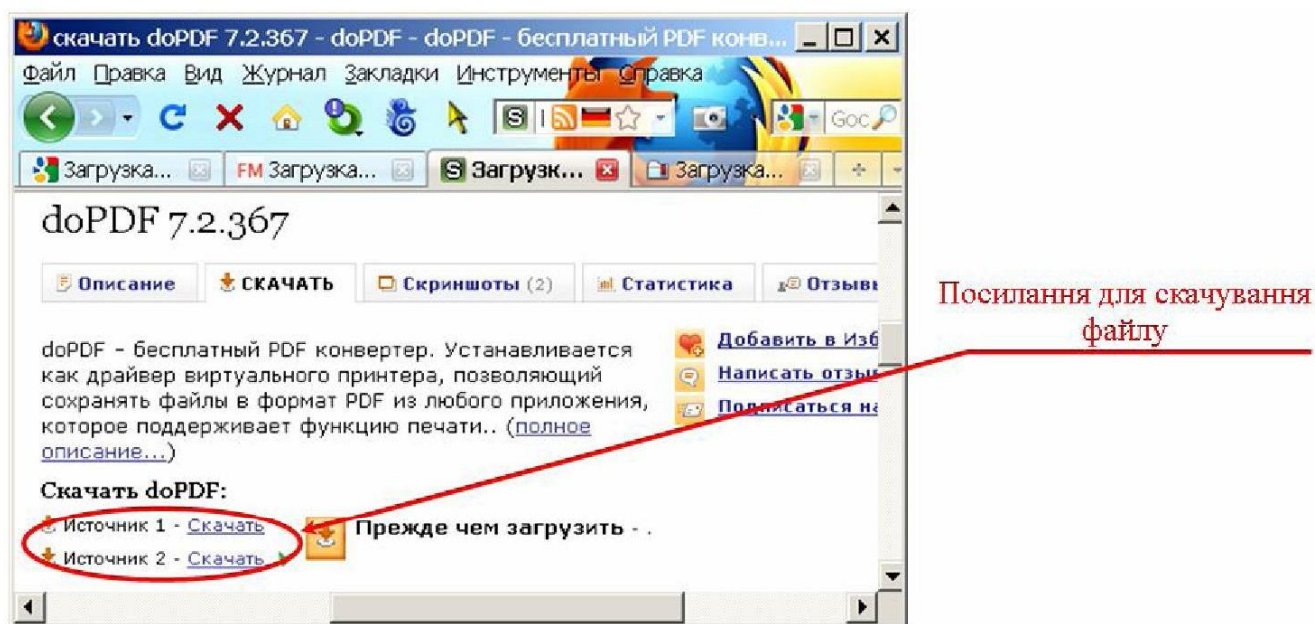 скачать doPDF 7.2.367 - doPDF - doPDF - бесплатный PDF конв...
Файл Правка Вид Журнал Закладки Инструменты Справка
S Goc
Загрузка... FM Загрузка... S Загрузк... Загрузка...
doPDF 7.2.367
Описание СКАЧАТЬ Скриншоты (2) Статистика Отзывы
doPDF - бесплатный PDF конвертер. Устанавливается
как драйвер виртуального принтера, позволяющий
сохранять файлы в формат PDF из любого приложения,
которое поддерживает функцию печати.. (полное
описание...)
Добавить в Изб
Написать отзыв
Подписаться на
Скачать doPDF:
Источник 1 - Скачать
Источник 2 - Скачать
Прежде чем загрузить - .
Посилання для скачування
файлу